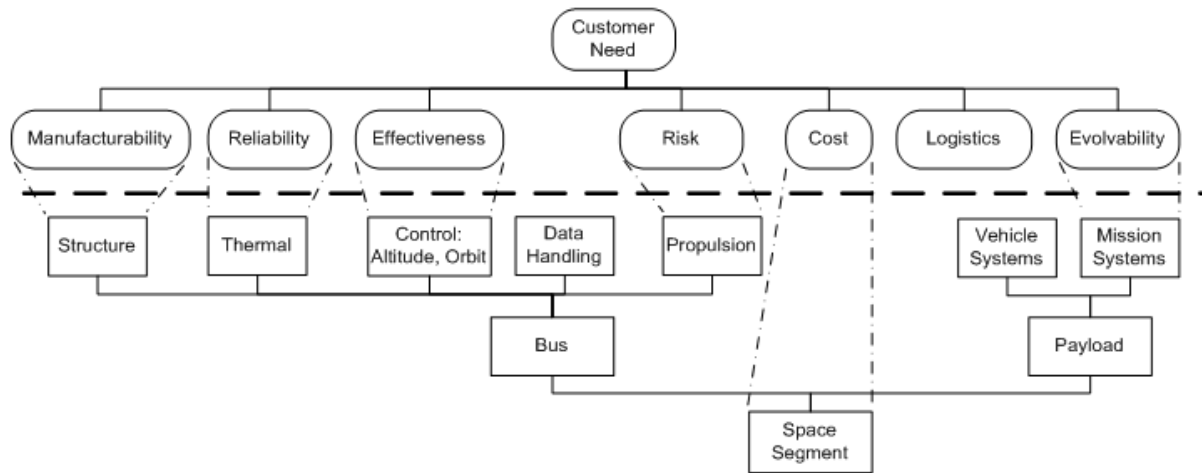 Customer
Need
Manufacturability
Reliability
Effectiveness
Risk
Cost
Logistics
Evolvability
Structure
Thermal
Control:
Altitude, Orbit
Data
Handling
Propulsion
Vehicle
Systems
Mission
Systems
Bus
Payload
Space
Segment